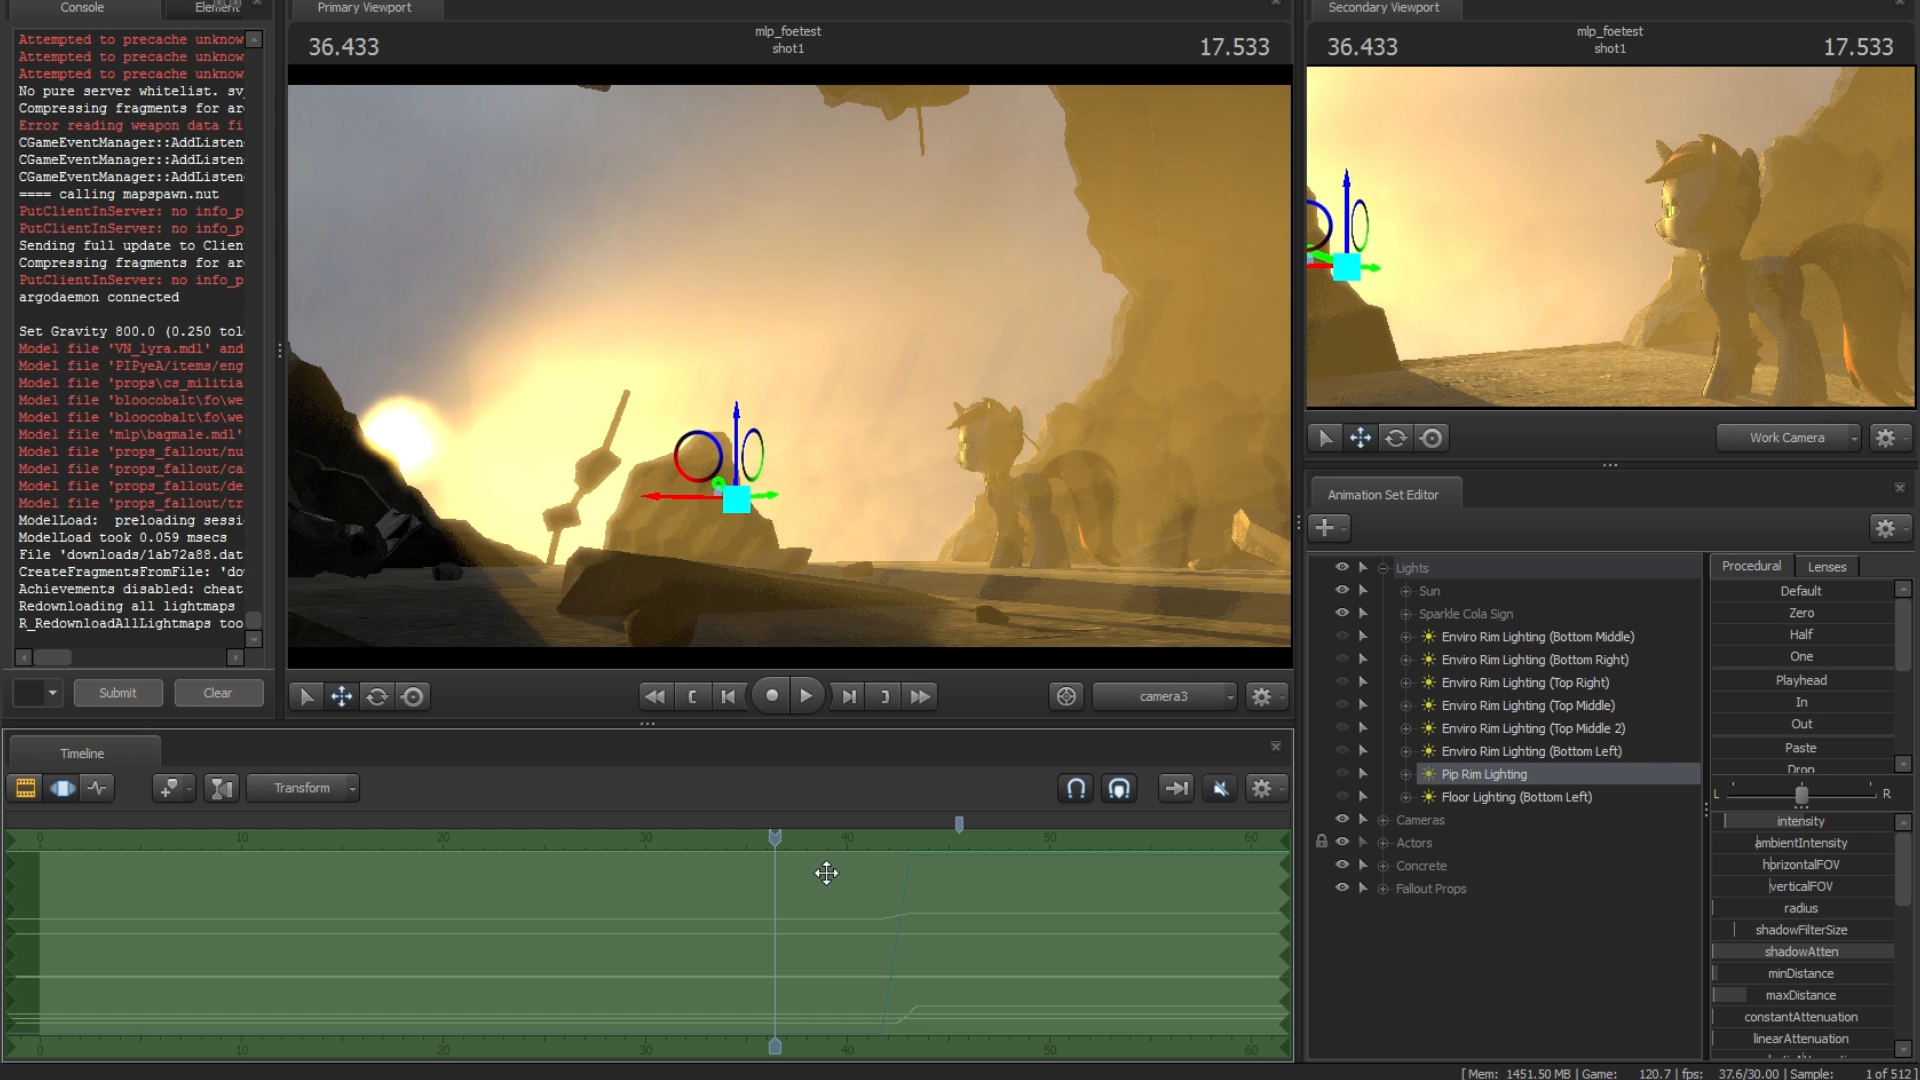 Console
Element
Attempted to precache unknow
Attempted to precache unknow
Attempted to precache unknow
No pure server whitelist. sv_
Compressing fragments for ar
Error reading weapon data fi
CGameEventManager::AddListen
CGameEventManager::AddListen
CGameEventManager::AddListen
==== calling mapspawn.nut
PutClientInServer: no info_p
PutClientInServer: no info_p
Sending full update to Clien
Compressing fragments for ar
PutClientInServer: no info_p
argodaemon connected
Set Gravity 800.0 (0.250 tol
Model file 'VN_lyra.mdl' and
Model file 'PIPyeA/items/eng
Model file 'props\cs_militia
Model file 'bloocobalt\fo\we
Model file 'bloocobalt\fo\we
Model file 'mlp\bagmale.mdl'
Model file 'props_fallout/nu
Model file 'props_fallout/ca
Model file 'props_fallout/de
Model file 'props_fallout/tr
ModelLoad:  preloading sessi
ModelLoad took 0.059 msecs
File 'downloads/1ab72a88.dat
CreateFragmentsFromFile: 'do
Achievements disabled: cheat
Redownloading all lightmaps
R_RedownloadAllLightmaps too
Submit
Clear
Primary Viewport
36.433
mlp_foetest
shot1
17.533
camera3
Secondary Viewport
36.433
mlp_foetest
shot1
17.533
Work Camera
Timeline
Transform
0 10 20 30 40 50 60
0 10 20 30 40 50 60
Animation Set Editor
Lights
Sun
Sparkle Cola Sign
Enviro Rim Lighting (Bottom Middle)
Enviro Rim Lighting (Bottom Right)
Enviro Rim Lighting (Top Right)
Enviro Rim Lighting (Top Middle)
Enviro Rim Lighting (Top Middle 2)
Enviro Rim Lighting (Bottom Left)
Pip Rim Lighting
Floor Lighting (Bottom Left)
Cameras
Actors
Concrete
Fallout Props
Procedural
Lenses
Default
Zero
Half
One
Playhead
In
Out
Paste
Drop
L
R
intensity
ambientIntensity
horizontalFOV
verticalFOV
radius
shadowFilterSize
shadowAtten
minDistance
maxDistance
constantAttenuation
linearAttenuation
[ Mem: 1451.50 MB | Game: 120.7 | fps: 37.6/30.00 | Sample: 1 of 512 ]